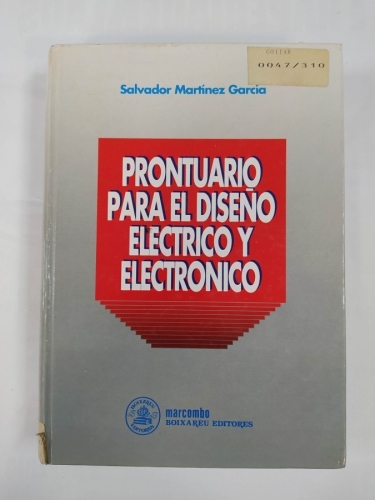 0047/310
Salvador Martínez García
PRONTUARIO
PARA EL DISEÑO
ELECTRICO Y
ELECTRONICO
marcombo
BOIXAREU EDITORES